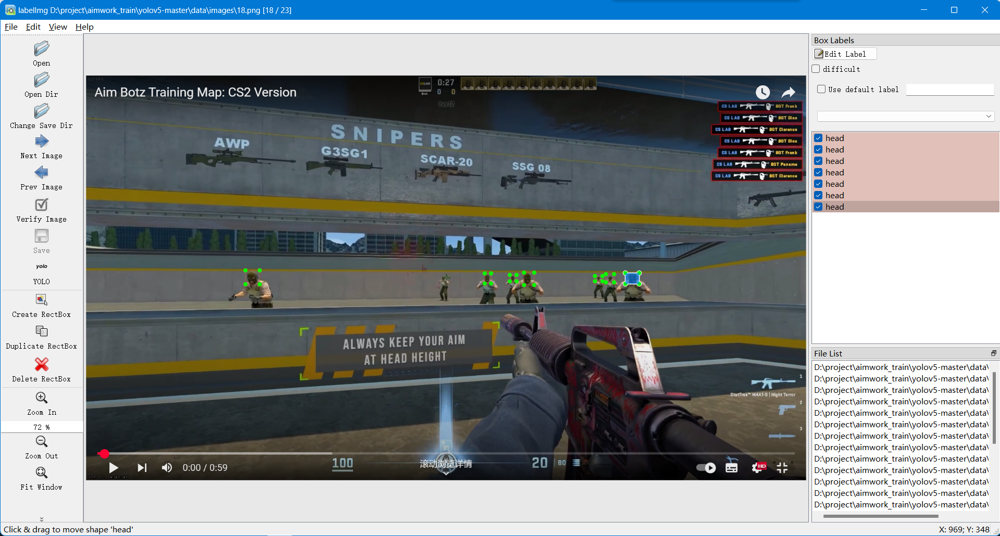 labelImg D:\project\aimwork_train\yolov5-master\data\images\18.png [18 / 23]
File Edit View Help
Open
Open Dir
Change Save Dir
Next Image
Prev Image
Verify Image
Save
yolo
YOLO
Create RectBox
Duplicate RectBox
Delete RectBox
Zoom In
72 %
Zoom Out
Fit Window
Aim Botz Training Map: CS2 Version
CSLAB
0:27
0 0
1 vs 10
CS LAB BOT Frank
CS LAB BOT Dios
CS LAB BOT Clarence
CS LAB BOT Dios
CS LAB BOT Frank
CS LAB BOT Panama
CS LAB BOT Clarence
SNIPERS
AWP
G3SG1
SCAR-20
SSG 08
ALWAYS KEEP YOUR AIM
AT HEAD HEIGHT
1
StatTrak™ M4A1-S | Night Terror
2
3
31
0:00 / 0:59
100
滚动浏览详情
20 80
HD
Box Labels
Edit Label
difficult
Use default label
head
head
head
head
head
head
head
File List
D:\project\aimwork_train\yolov5-master\data\
D:\project\aimwork_train\yolov5-master\data\
D:\project\aimwork_train\yolov5-master\data\
D:\project\aimwork_train\yolov5-master\data\
D:\project\aimwork_train\yolov5-master\data\
D:\project\aimwork_train\yolov5-master\data\
D:\project\aimwork_train\yolov5-master\data\
D:\project\aimwork_train\yolov5-master\data\
D:\project\aimwork_train\yolov5-master\data\
D:\project\aimwork_train\yolov5-master\data\
D:\project\aimwork_train\yolov5-master\data\
D:\project\aimwork_train\yolov5-master\data\
D:\project\aimwork_train\yolov5-master\data\
Click & drag to move shape 'head'
X: 969; Y: 348